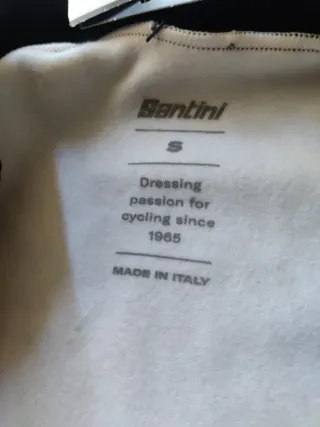 Santini
S
Dressing
passion for
cycling since
1965
MADE IN ITALY